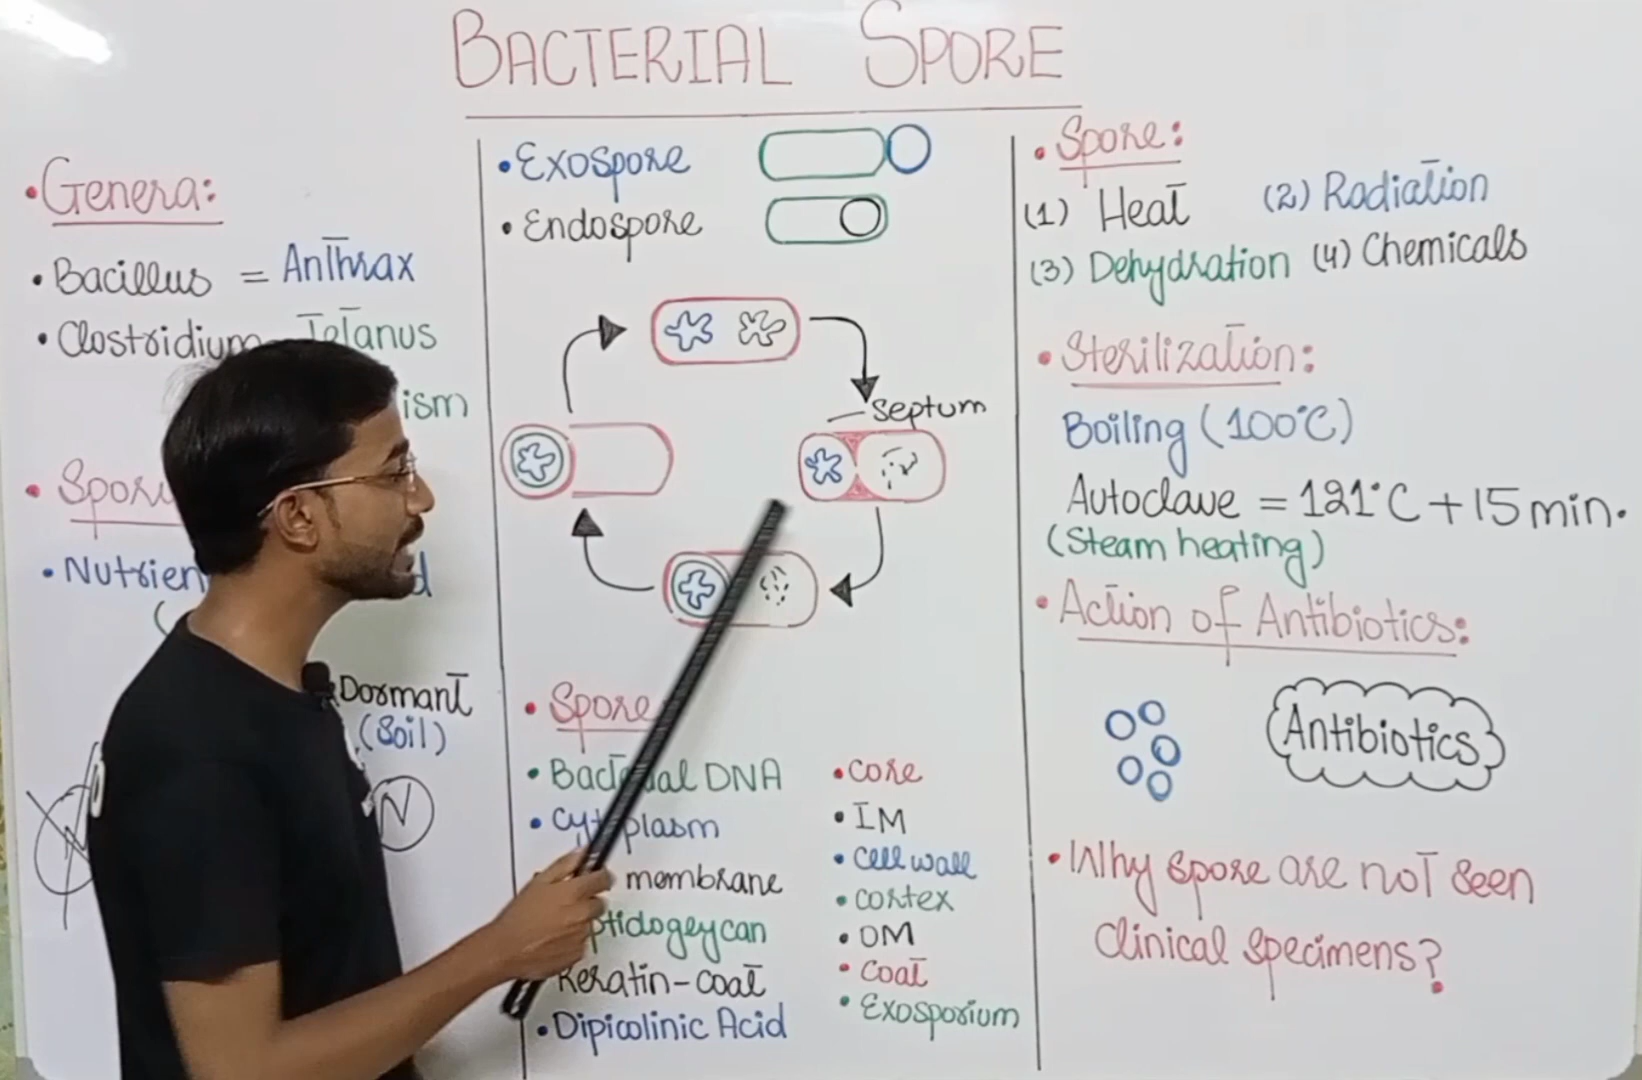 BACTERIAL SPORE
• Genera:
• Bacillus = Anthrax
• Clostridium Tetanus
ism
•
• Nutrien
Dormant
(Soil)
N
• Exospore
• Endospore
Septum
• Spore
• DNA
•
membrane
Keratin-coat
• Dipicolinic Acid
• core
• IM
• cell wall
• cortex
• OM
• coat
• Exosporium
• Spore:
(1) Heat (2) Radiation
(3) Dehydration (4) Chemicals
• Sterilization:
Boiling (100°C)
Autoclave = 121°C + 15 min.
(Steam heating)
• Action of Antibiotics:
Antibiotics
• Why spore are not seen
clinical specimens?